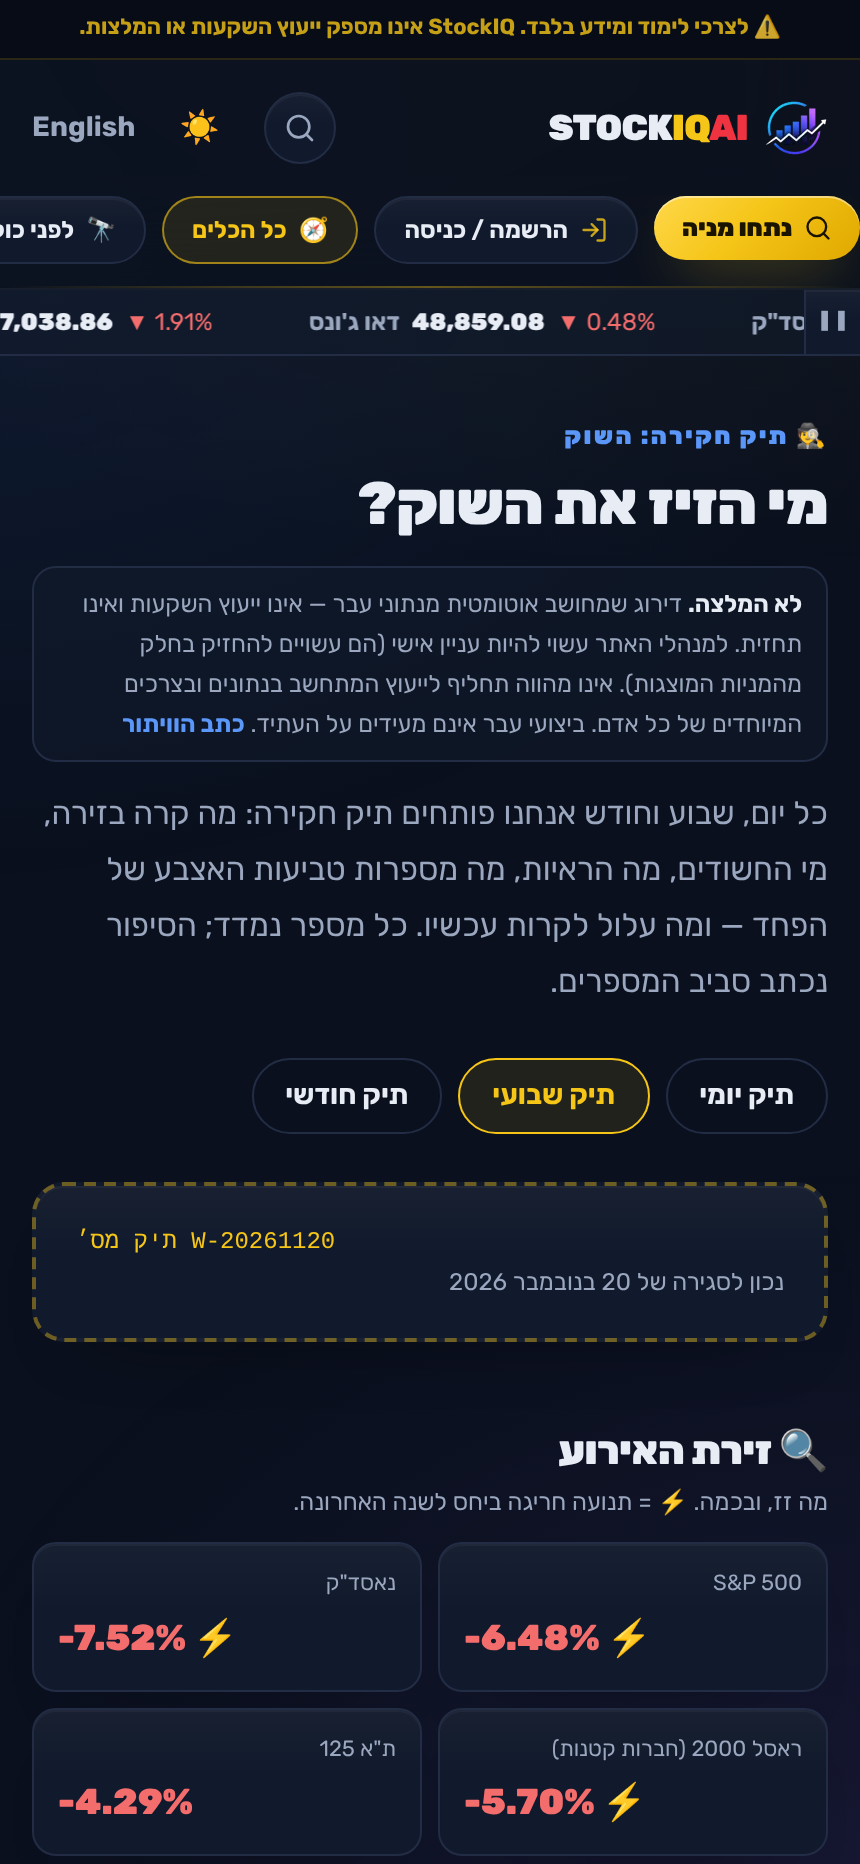 ⚠️ לצרכי לימוד ומידע בלבד. StockIQ אינו מספק ייעוץ השקעות או המלצות.
STOCKIQAI
English
נתחו מניה
הרשמה / כניסה
כל הכלים
לפני
דאו ג'ונס 48,859.08 ▼ 0.48%
7,038.86 ▼ 1.91%
🕵️ תיק חקירה: השוק
מי הזיז את השוק?
לא המלצה. דירוג שמחושב אוטומטית מנתוני עבר — אינו ייעוץ השקעות ואינו
תחזית. למנהלי האתר עשוי להיות עניין אישי (הם עשויים להחזיק בחלק
מהמניות המוצגות). אינו מהווה תחליף לייעוץ המתחשב בנתונים ובצרכים
המיוחדים של כל אדם. ביצועי עבר אינם מעידים על העתיד. כתב הוויתור
כל יום, שבוע וחודש אנחנו פותחים תיק חקירה: מה קרה בזירה,
מי החשודים, מה הראיות, מה מספרות טביעות האצבע של
הפחד — ומה עלול לקרות עכשיו. כל מספר נמדד; הסיפור
נכתב סביב המספרים.
תיק יומי
תיק שבועי
תיק חודשי
תיק מס׳ W-20261120
נכון לסגירה של 20 בנובמבר 2026
🔍 זירת האירוע
מה זז, ובכמה. ⚡ = תנועה חריגה ביחס לשנה האחרונה.
S&P 500
-6.48% ⚡
נאסד"ק
-7.52% ⚡
ראסל 2000 (חברות קטנות)
-5.70% ⚡
ת"א 125
-4.29%